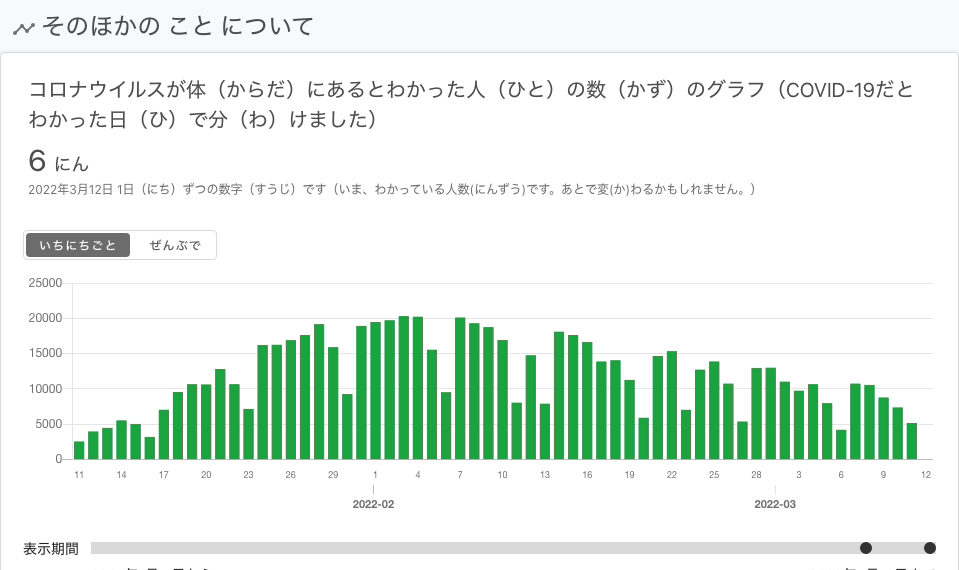 そのほかの こと について
コロナウイルスが体（からだ）にあるとわかった人（ひと）の数（かず）のグラフ（COVID-19だと
わかった日（ひ）で分（わ）けました）
6 にん
2022年3月12日 1日（にち）ずつの数字（すうじ）です（いま、わかっている人数(にんずう)です。あとで変(か)わるかもしれません。）
いちにちごと ぜんぶで
25000
20000
15000
10000
5000
0
11 14 17 20 23 26 29 1 4 7 10 13 16 19 22 25 28 3 6 9 12
2022-02 2022-03
表示期間